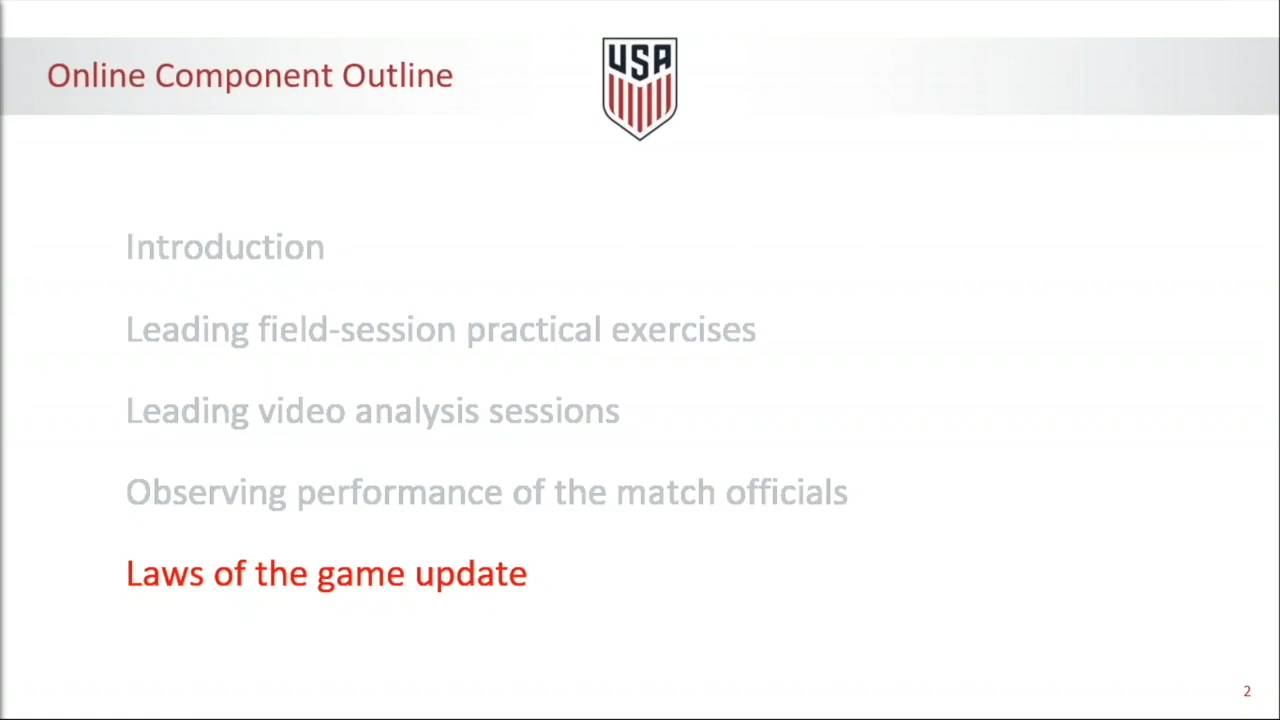 Online Component Outline
USA
Introduction
Leading field-session practical exercises
Leading video analysis sessions
Observing performance of the match officials
Laws of the game update
2